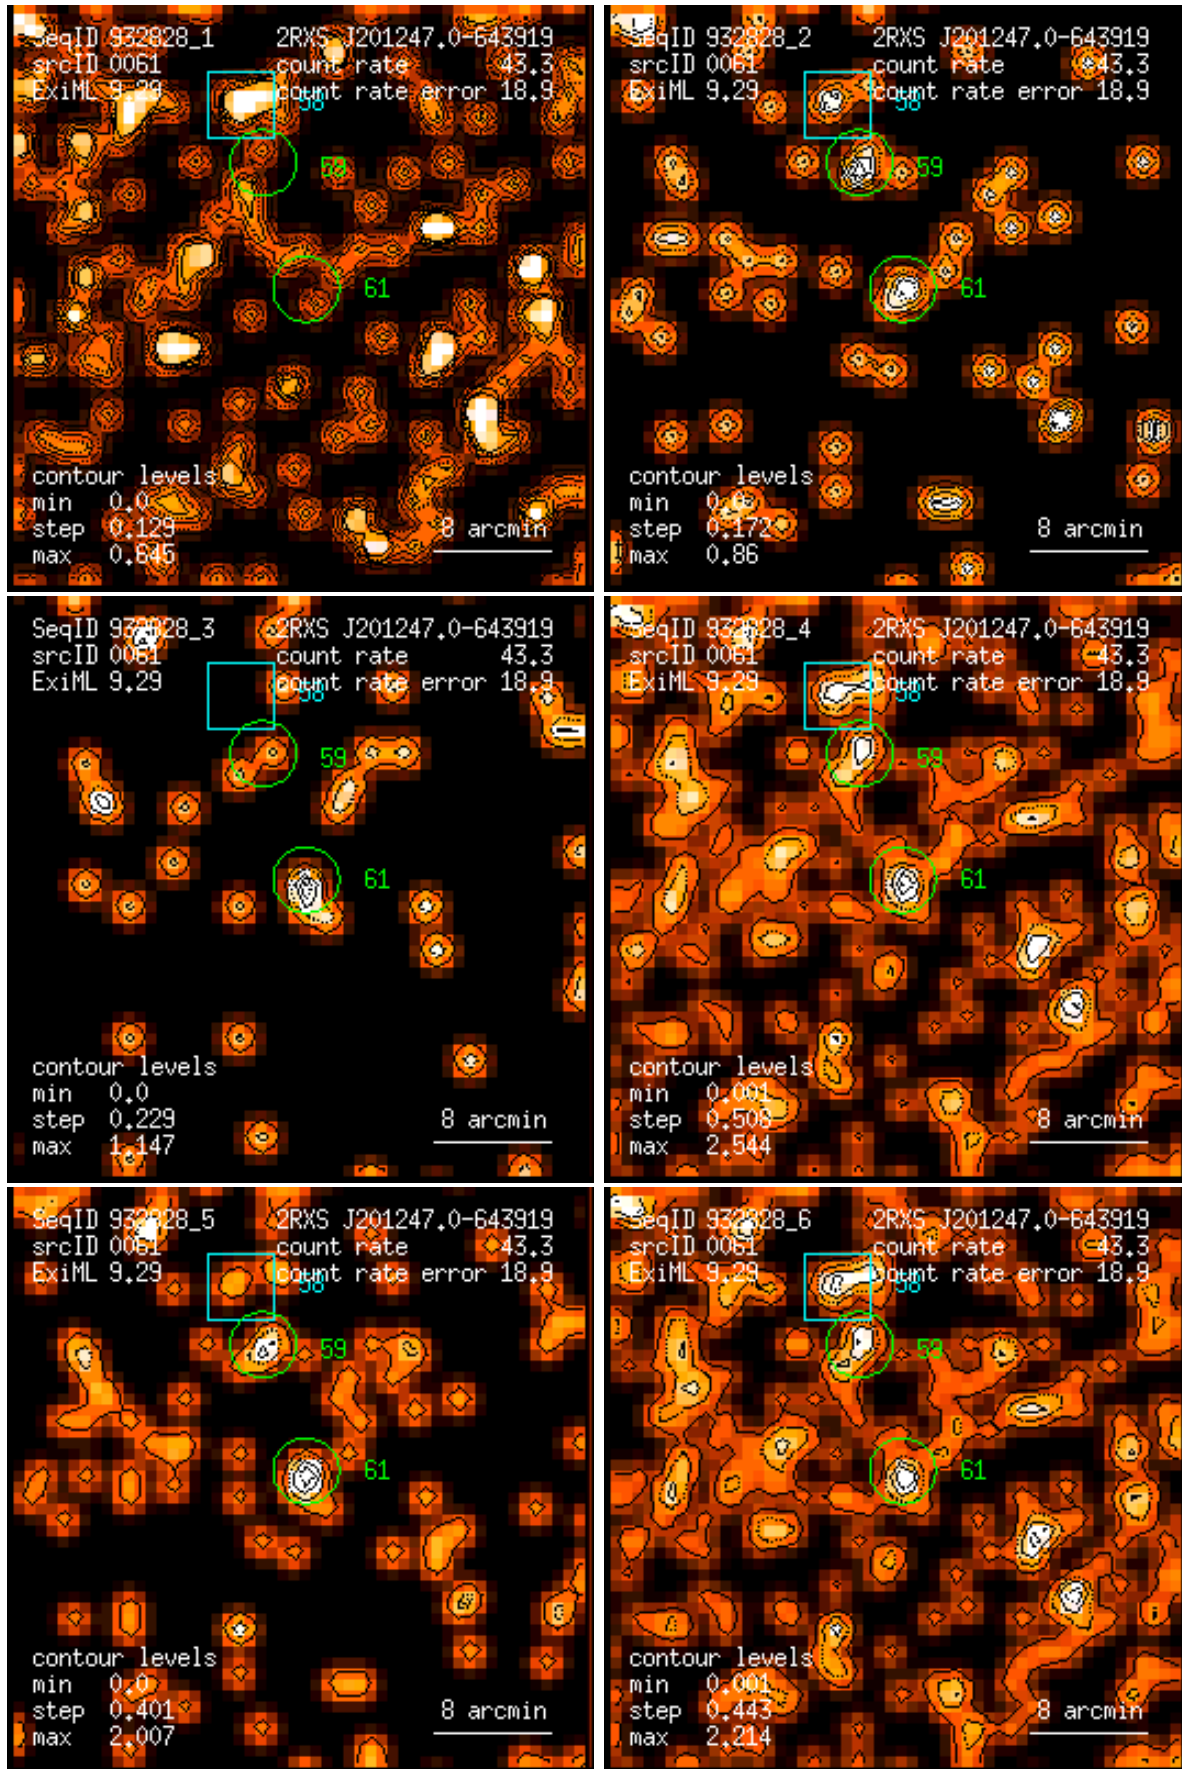 SeqID 932828_1 2RXS J201247.0-643919
srcID 0061 count rate 43.3
ExiML 9.29 count rate error 18.9
58
59
61
contour levels
min 0.0
step 0.129
max 0.645
8 arcmin
SeqID 932828_2 2RXS J201247.0-643919
srcID 0061 count rate 43.3
ExiML 9.29 count rate error 18.9
58
59
61
contour levels
min 0.0
step 0.172
max 0.86
8 arcmin
SeqID 932828_3 2RXS J201247.0-643919
srcID 0061 count rate 43.3
ExiML 9.29 count rate error 18.9
58
59
61
contour levels
min 0.0
step 0.229
max 1.147
8 arcmin
SeqID 932828_4 2RXS J201247.0-643919
srcID 0061 count rate 43.3
ExiML 9.29 count rate error 18.9
58
59
61
contour levels
min 0.001
step 0.508
max 2.544
8 arcmin
SeqID 932828_5 2RXS J201247.0-643919
srcID 0061 count rate 43.3
ExiML 9.29 count rate error 18.9
58
59
61
contour levels
min 0.0
step 0.401
max 2.007
8 arcmin
SeqID 932828_6 2RXS J201247.0-643919
srcID 0061 count rate 43.3
ExiML 9.29 count rate error 18.9
58
59
61
contour levels
min 0.001
step 0.443
max 2.214
8 arcmin